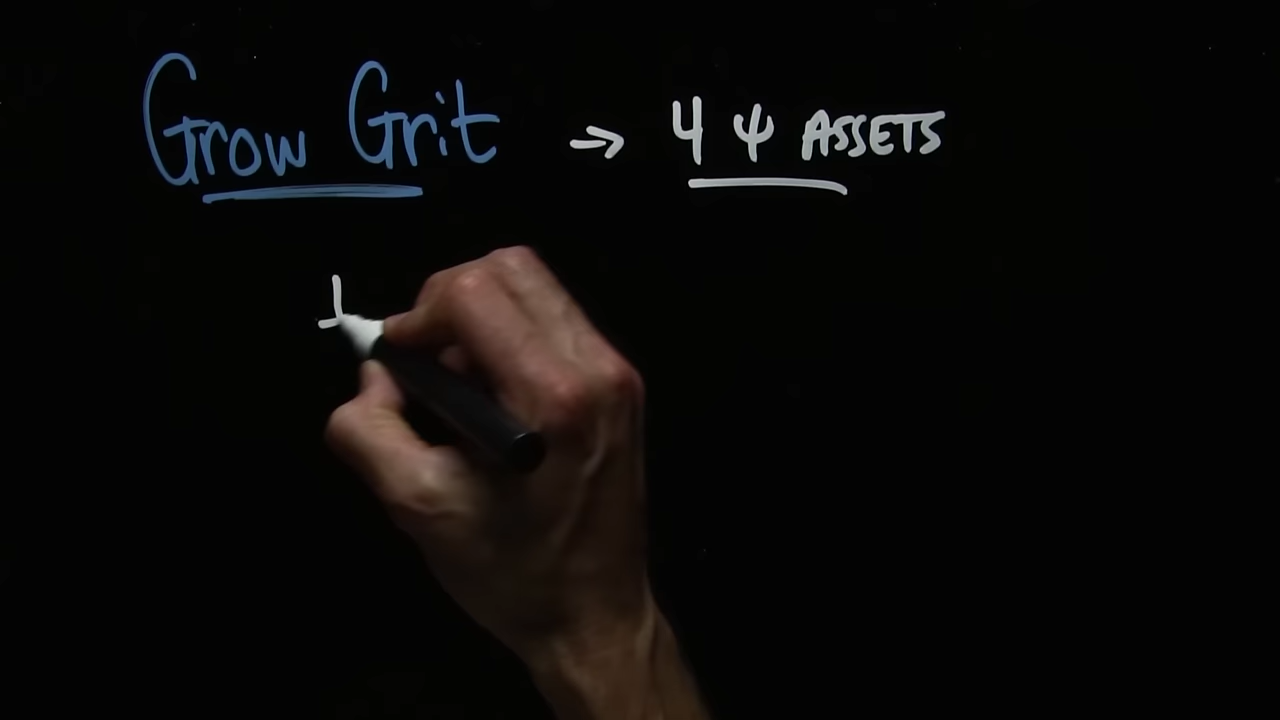 Grow Grit → 4 ψ ASSETS